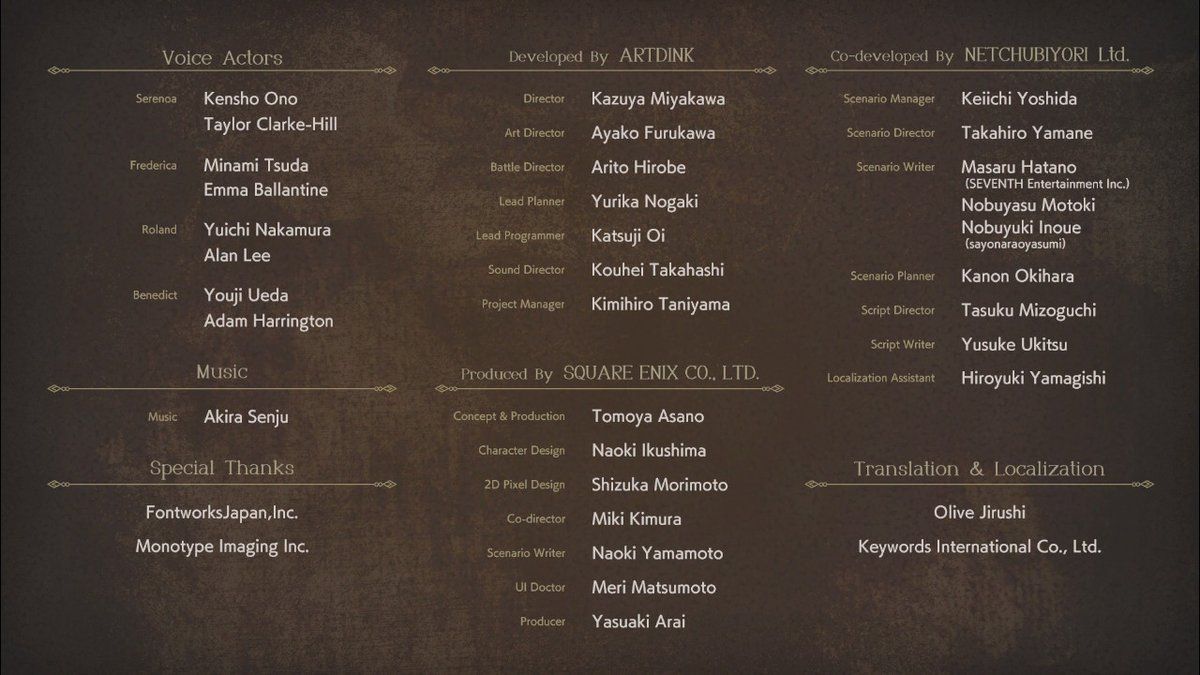 Voice Actors
Serenoa Kensho Ono
Taylor Clarke-Hill
Frederica Minami Tsuda
Emma Ballantine
Roland Yuichi Nakamura
Alan Lee
Benedict Youji Ueda
Adam Harrington
Music
Music Akira Senju
Special Thanks
FontworksJapan,Inc.
Monotype Imaging Inc.
Developed By ARTDINK
Director Kazuya Miyakawa
Art Director Ayako Furukawa
Battle Director Arito Hirobe
Lead Planner Yurika Nogaki
Lead Programmer Katsuji Oi
Sound Director Kouhei Takahashi
Project Manager Kimihiro Taniyama
Produced By SQUARE ENIX CO., LTD.
Concept & Production Tomoya Asano
Character Design Naoki Ikushima
2D Pixel Design Shizuka Morimoto
Co-director Miki Kimura
Scenario Writer Naoki Yamamoto
UI Doctor Meri Matsumoto
Producer Yasuaki Arai
Co-developed By NETCHUBIYORI Ltd.
Scenario Manager Keiichi Yoshida
Scenario Director Takahiro Yamane
Scenario Writer Masaru Hatano
(SEVENTH Entertainment Inc.)
Nobuyasu Motoki
Nobuyuki Inoue
(sayonaraoyasumi)
Scenario Planner Kanon Okihara
Script Director Tasuku Mizoguchi
Script Writer Yusuke Ukitsu
Localization Assistant Hiroyuki Yamagishi
Translation & Localization
Olive Jirushi
Keywords International Co., Ltd.